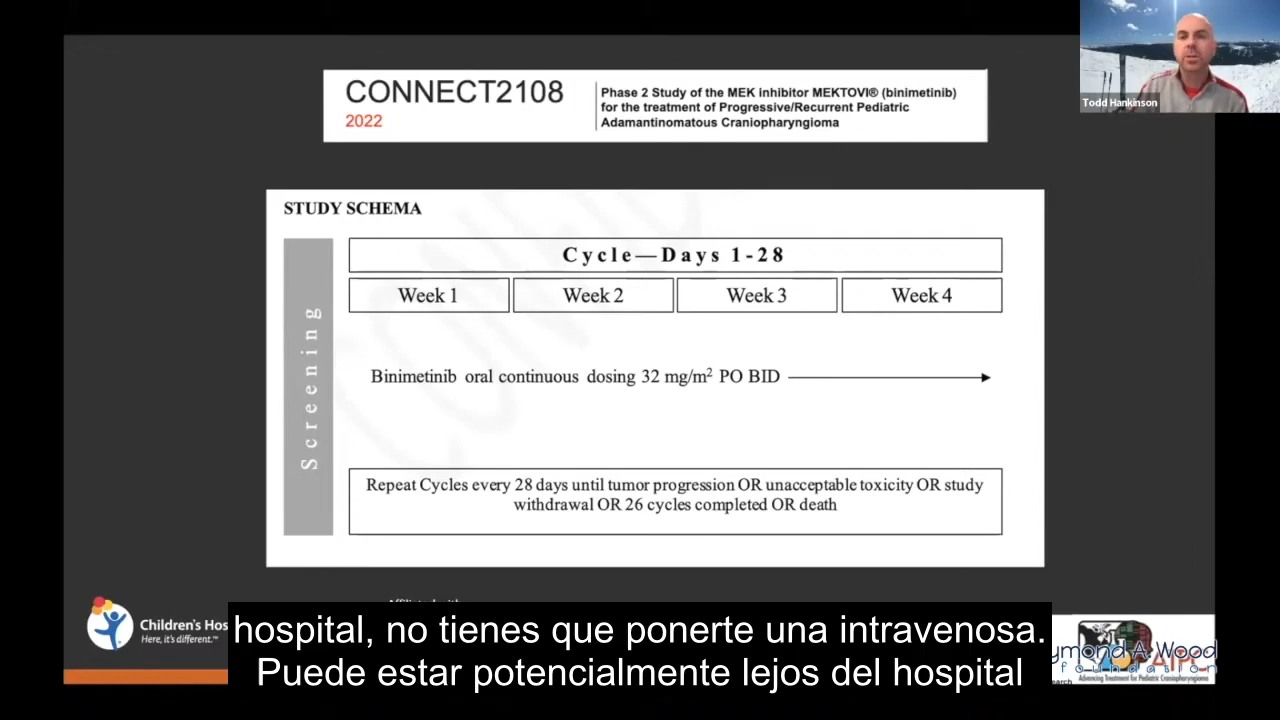 CONNECT2108
2022
Phase 2 Study of the MEK inhibitor MEKTOVI® (binimetinib)
for the treatment of Progressive/Recurrent Pediatric
Adamantinomatous Craniopharyngioma
Todd Hankinson
STUDY SCHEMA
Screening
Cycle—Days 1-28
Week 1
Week 2
Week 3
Week 4
Binimetinib oral continuous dosing 32 mg/m² PO BID
Repeat Cycles every 28 days until tumor progression OR unacceptable toxicity OR study
withdrawal OR 26 cycles completed OR death
Children's Hos
Here, it's different.™
hospital, no tienes que ponerte una intravenosa.
Puede estar potencialmente lejos del hospital
ymond A Wood
foundation
Advancing Treatment for Pediatric Craniopharyngioma